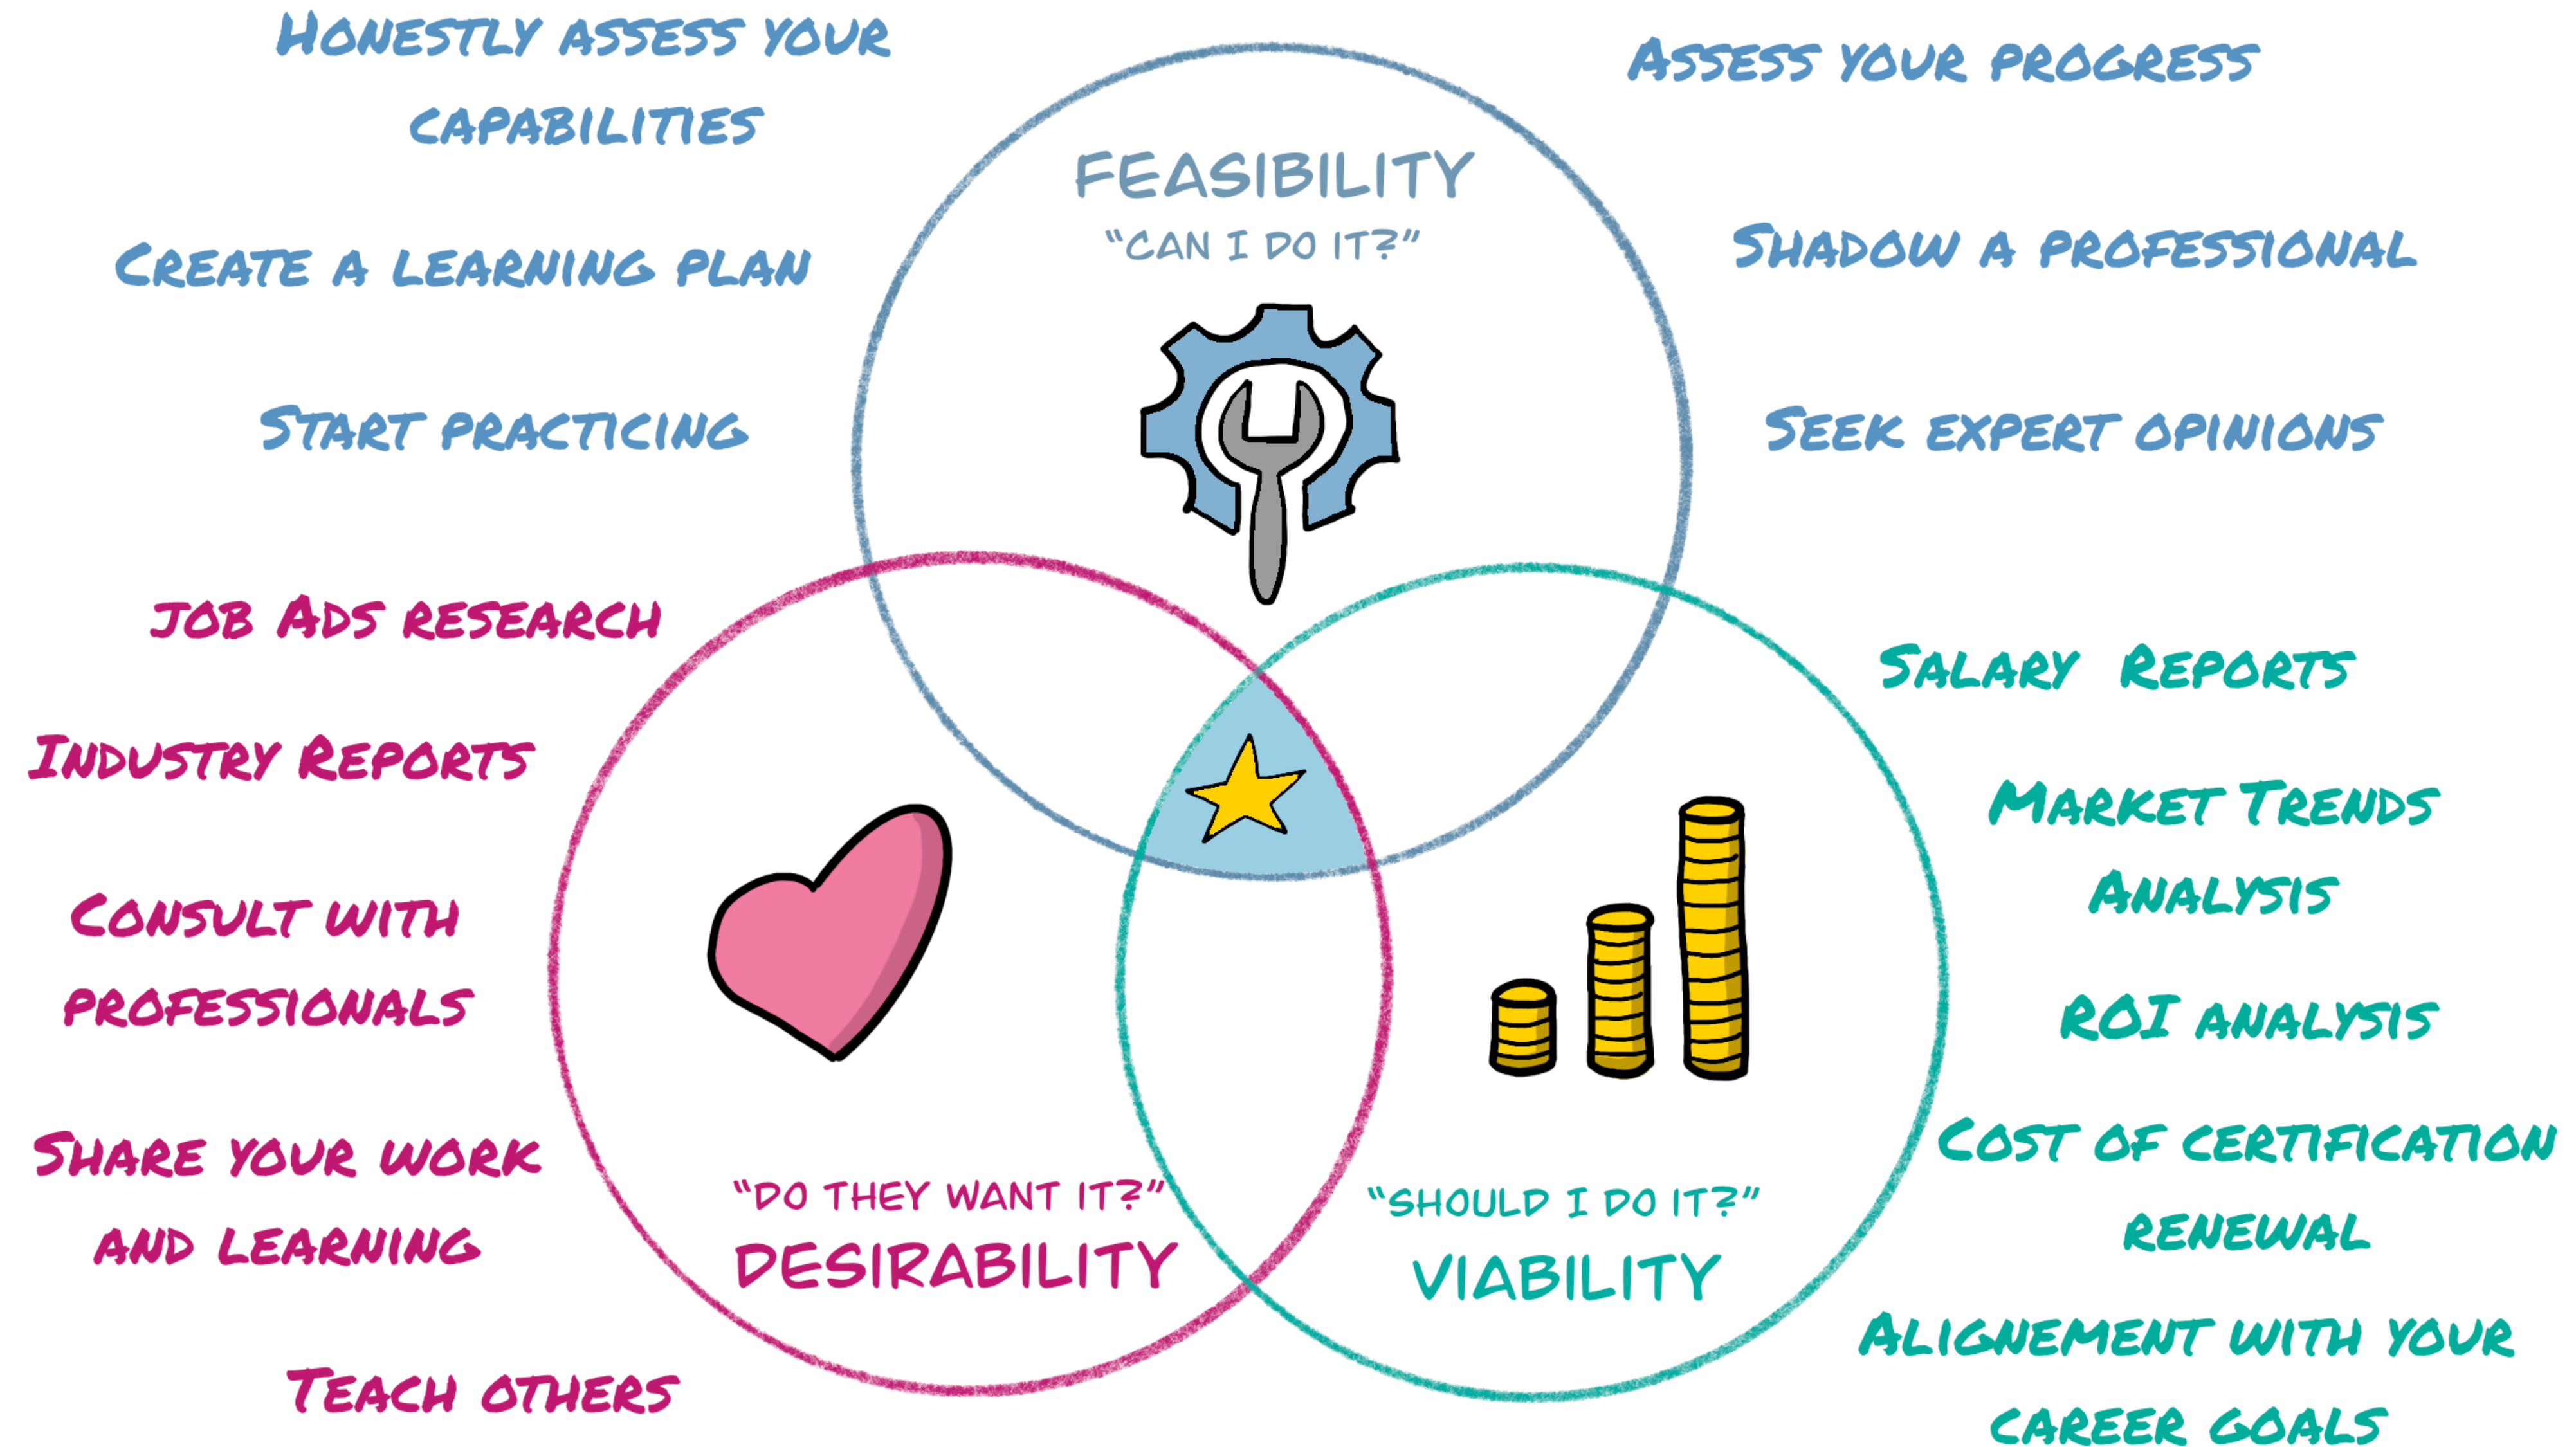 HONESTLY ASSESS YOUR
CAPABILITIES
CREATE A LEARNING PLAN
START PRACTICING
ASSESS YOUR PROGRESS
SHADOW A PROFESSIONAL
SEEK EXPERT OPINIONS
FEASIBILITY
"CAN I DO IT?"
JOB ADS RESEARCH
INDUSTRY REPORTS
CONSULT WITH
PROFESSIONALS
SHARE YOUR WORK
AND LEARNING
TEACH OTHERS
"DO THEY WANT IT?"
DESIRABILITY
"SHOULD I DO IT?"
VIABILITY
SALARY REPORTS
MARKET TRENDS
ANALYSIS
ROI ANALYSIS
COST OF CERTIFICATION
RENEWAL
ALIGNEMENT WITH YOUR
CAREER GOALS